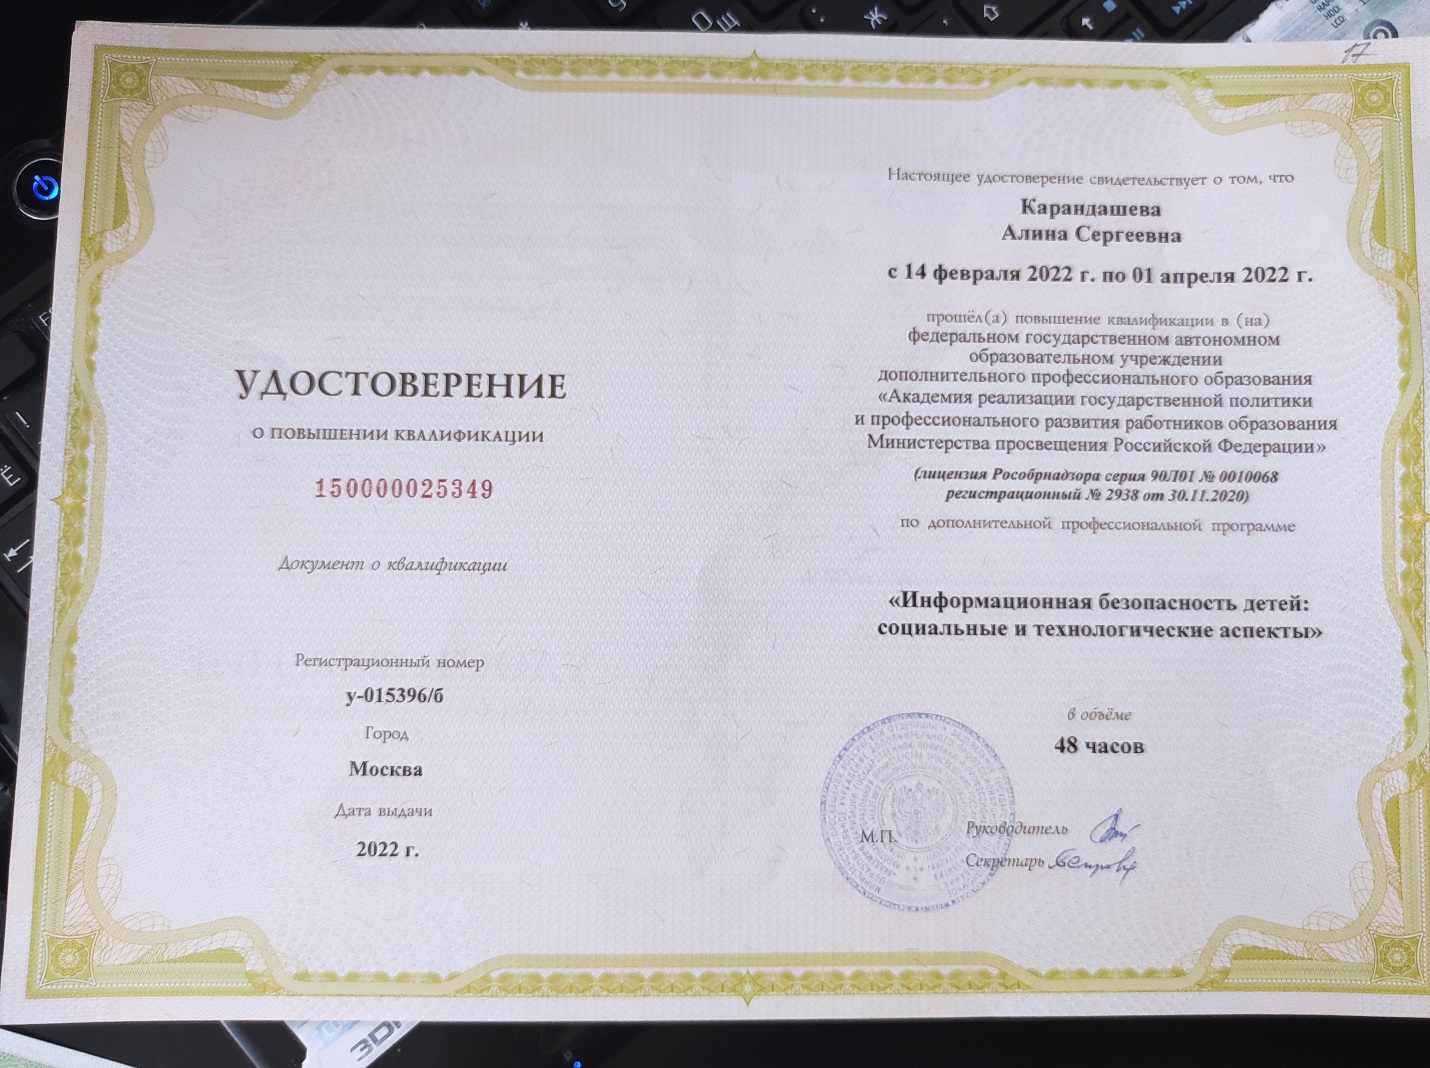 УДОСТОВЕРЕНИЕ
О ПОВЫШЕНИИ КВАЛИФИКАЦИИ
150000025349
Документ о квалификации
Регистрационный номер
у-015396/б
Город
Москва
Дата выдачи
2022 г.
17
Настоящее удостоверение свидетельствует о том, что
Карандашева
Алина Сергеевна
с 14 февраля 2022 г. по 01 апреля 2022 г.
прошёл(а) повышение квалификации в (на)
федеральном государственном автономном
образовательном учреждении
дополнительного профессионального образования
«Академия реализации государственной политики
и профессионального развития работников образования
Министерства просвещения Российской Федерации»
(лицензия Рособрнадзора серия 90Л01 № 0010068
регистрационный № 2938 от 30.11.2020)
по дополнительной профессиональной программе
«Информационная безопасность детей:
социальные и технологические аспекты»
в объёме
48 часов
М.П.
Руководитель
Секретарь